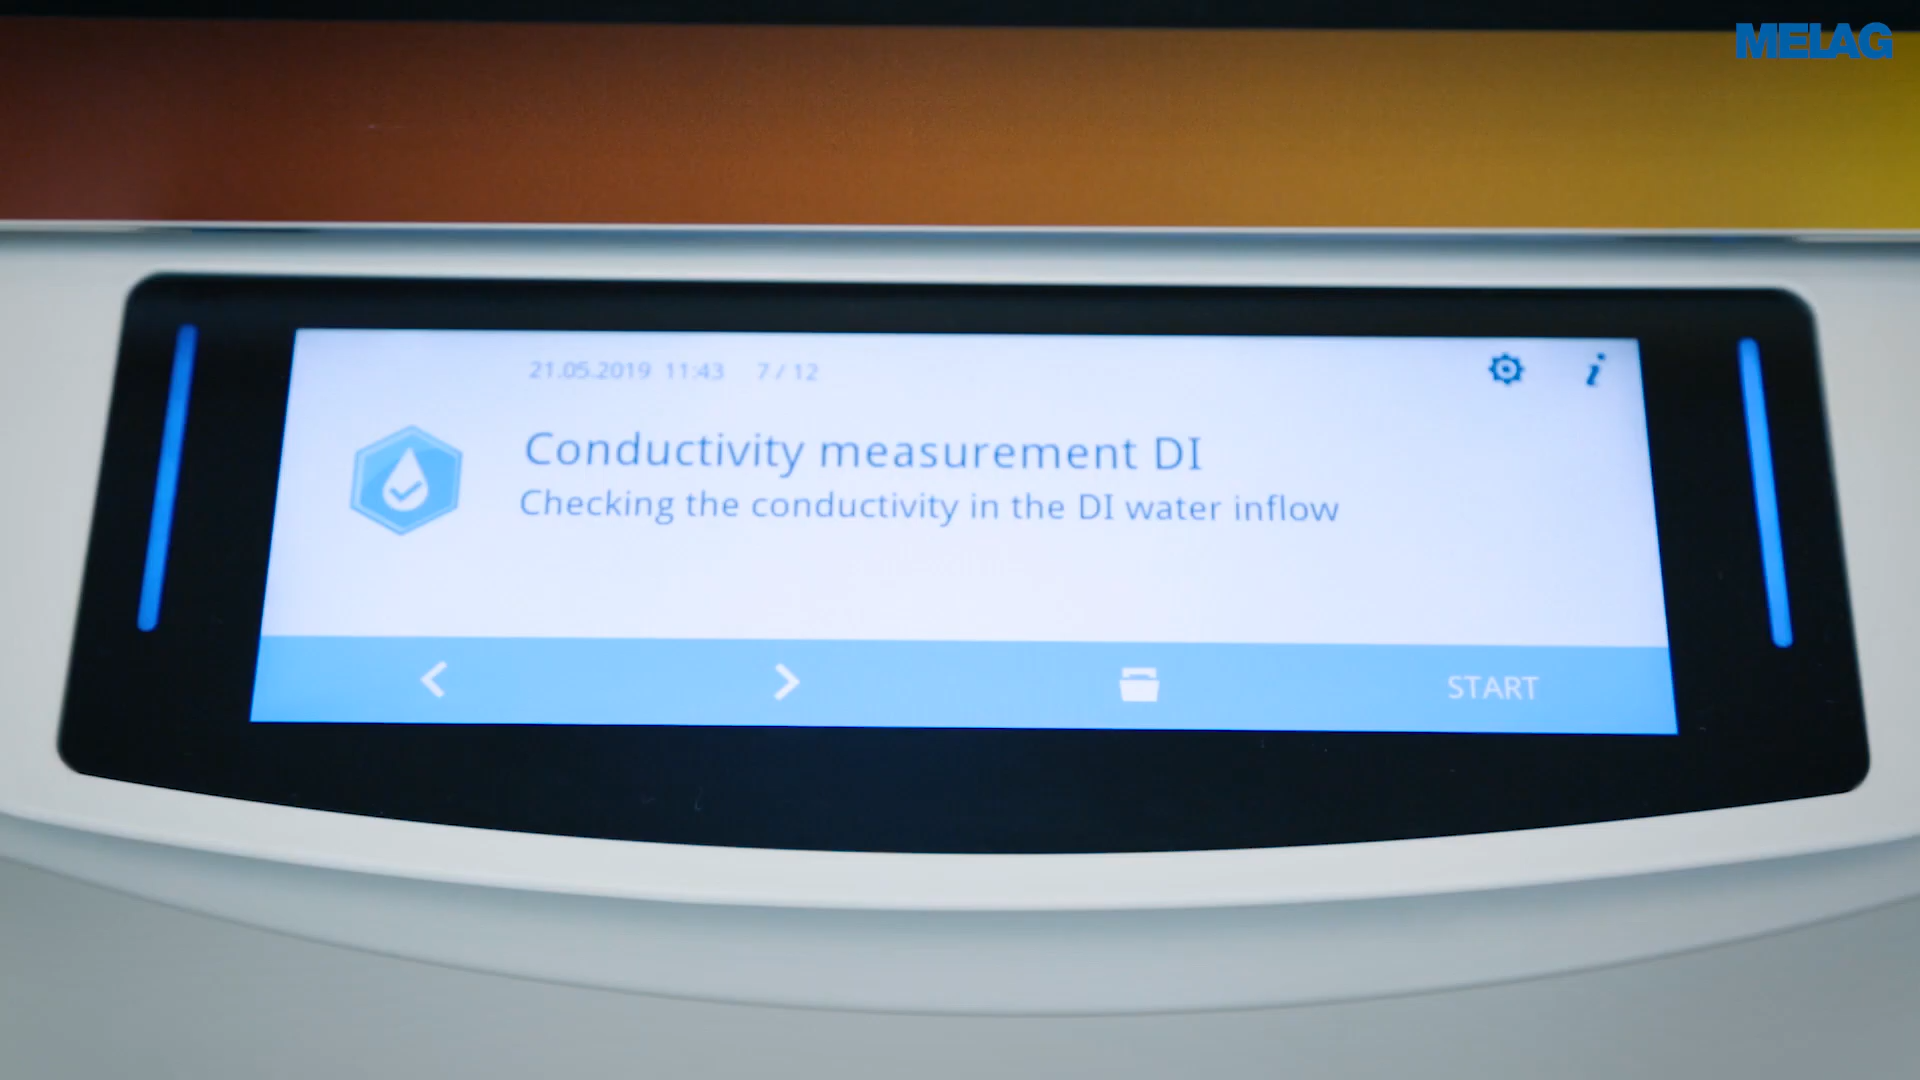 MELAG
21.05.2019 11:43 7 / 12
Conductivity measurement DI
Checking the conductivity in the DI water inflow
START